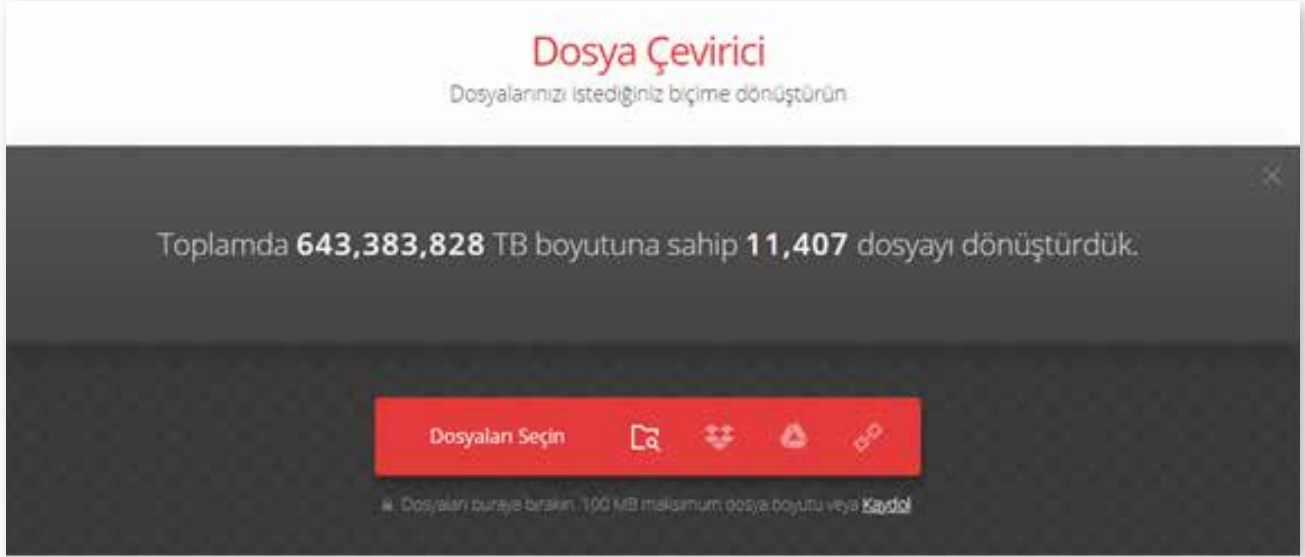 Dosya Çevirici
Dosyalarınızı istediğiniz biçime dönüştürün
Toplamda 643,383,828 TB boyutuna sahip 11,407 dosyayı dönüştürdük.
Dosyaları Seçin
Dosyaları buraya bırakın. 100 MB maksimum dosya boyutu veya Kaydol